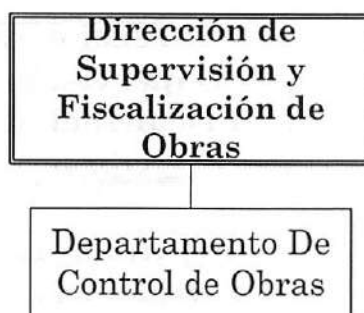 Dirección de
Supervisión y
Fiscalización de
Obras
Departamento De
Control de Obras